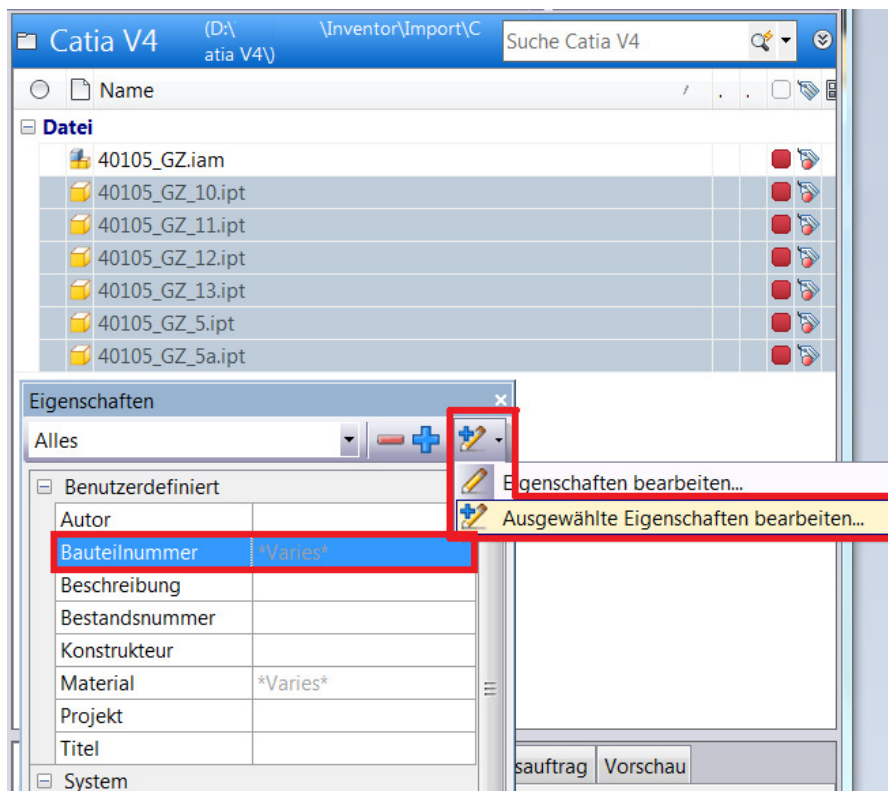 Catia V4 (D:\ \Inventor\Import\C
atia V4\)
Suche Catia V4
Name
Datei
40105_GZ.iam
40105_GZ_10.ipt
40105_GZ_11.ipt
40105_GZ_12.ipt
40105_GZ_13.ipt
40105_GZ_5.ipt
40105_GZ_5a.ipt
Eigenschaften
Alles
Eigenschaften bearbeiten...
Ausgewählte Eigenschaften bearbeiten...
Benutzerdefiniert
Autor
Bauteilnummer *Varies*
Beschreibung
Bestandsnummer
Konstrukteur
Material *Varies*
Projekt
Titel
System
sauftrag Vorschau